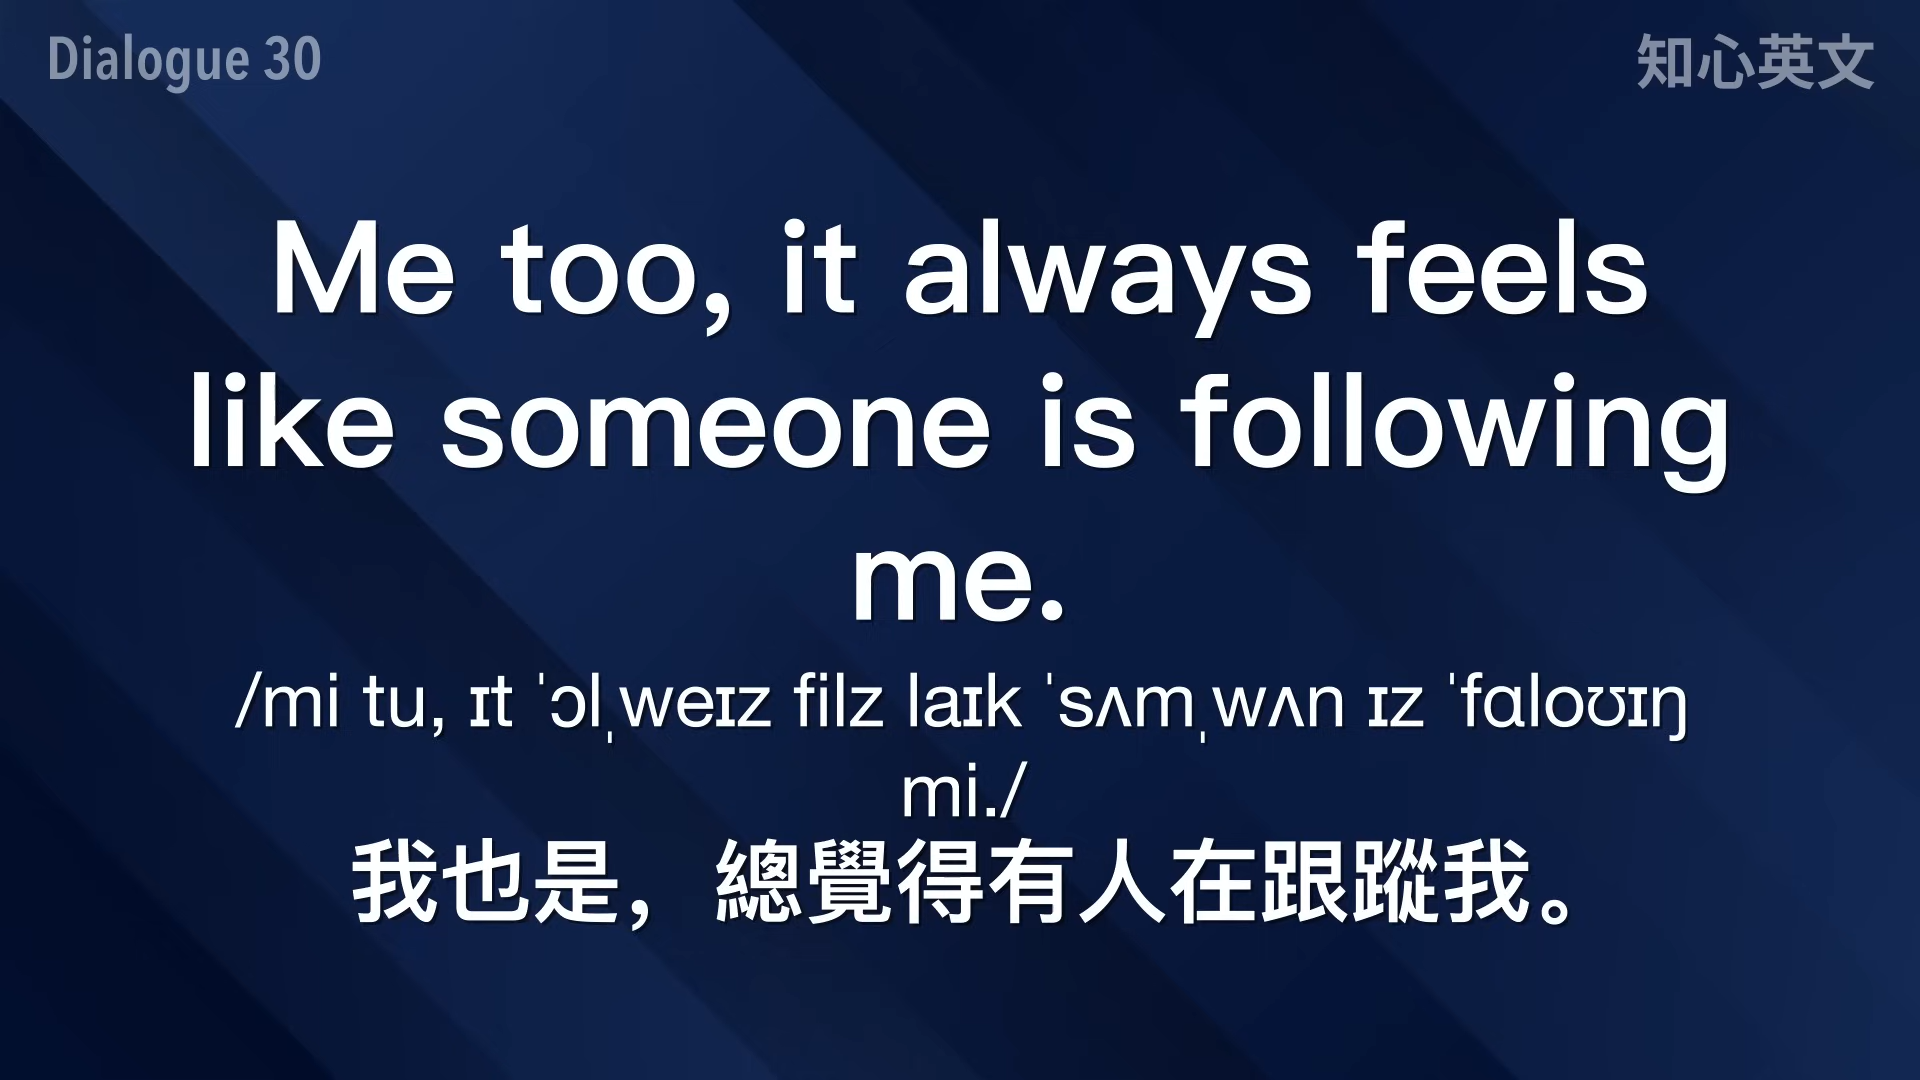 Dialogue 30
知心英文
Me too, it always feels
like someone is following
me.
/mi tu, ɪt ˈɔlˌweɪz filz laɪk ˈsʌmˌwʌn ɪz ˈfɑloʊɪŋ
mi./
我也是，總覺得有人在跟蹤我。